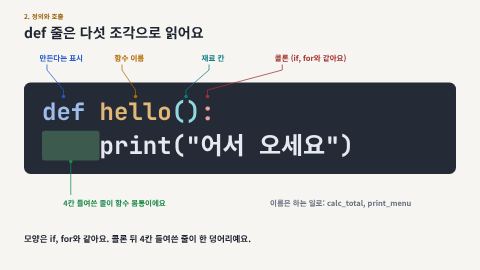 2. 정의와 호출
def 줄은 다섯 조각으로 읽어요
만든다는 표시 함수 이름 재료 칸 콜론 (if, for와 같아요)
def hello():
print("어서 오세요")
4칸 들여쓴 줄이 함수 몸통이에요 이름은 하는 일로: calc_total, print_menu
모양은 if, for와 같아요. 콜론 뒤 4칸 들여쓴 줄이 한 덩어리예요.